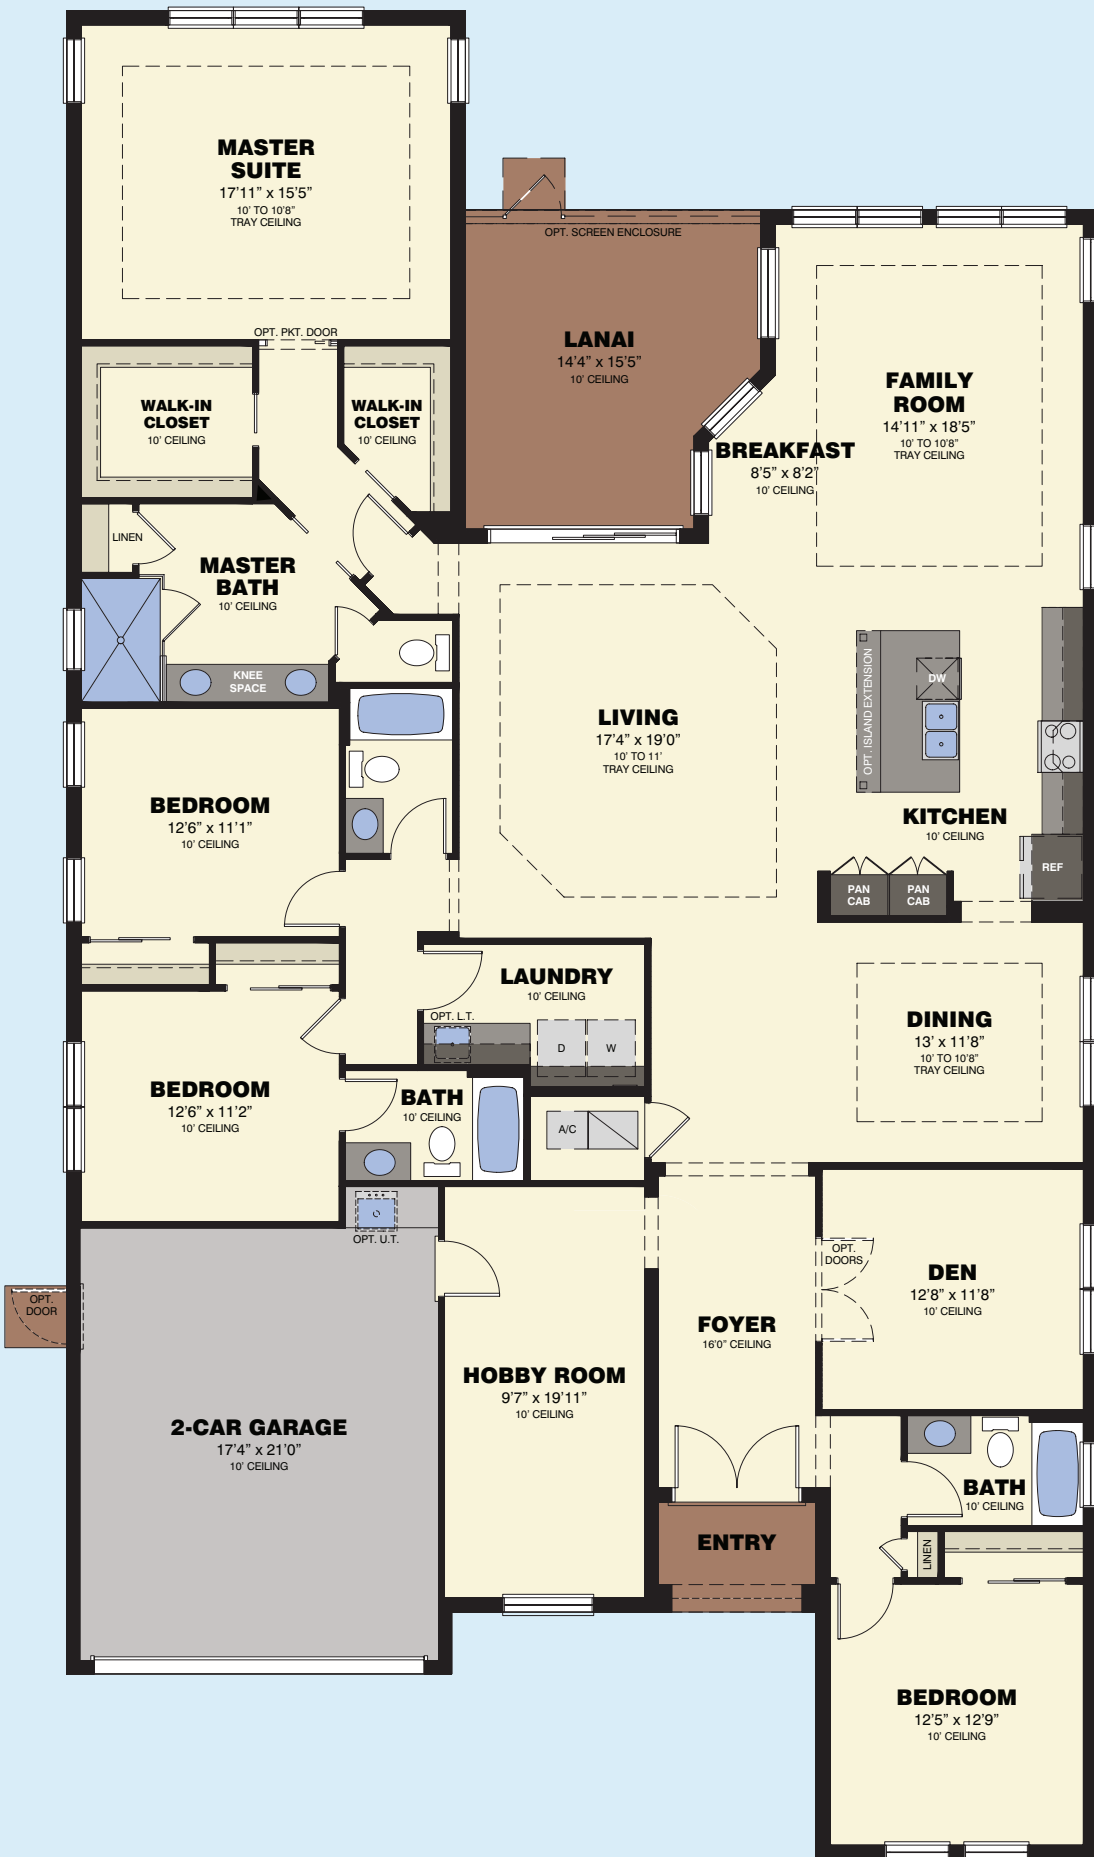 MASTER
SUITE
17'11" x 15'5"
10' TO 10'8"
TRAY CEILING
OPT. SCREEN ENCLOSURE
LANAI
14'4" x 15'5"
10' CEILING
FAMILY
ROOM
14'11" x 18'5"
10' TO 10'8"
TRAY CEILING
OPT. PKT. DOOR
WALK-IN
CLOSET
10' CEILING
WALK-IN
CLOSET
10' CEILING
BREAKFAST
8'5" x 8'2"
10' CEILING
LINEN
MASTER
BATH
10' CEILING
KNEE
SPACE
LIVING
17'4" x 19'0"
10' TO 11'
TRAY CEILING
OPT. ISLAND EXTENSION
DW
KITCHEN
10' CEILING
REF
PAN
CAB
PAN
CAB
BEDROOM
12'6" x 11'1"
10' CEILING
LAUNDRY
10' CEILING
OPT. L.T.
D
W
DINING
13' x 11'8"
10' TO 10'8"
TRAY CEILING
BEDROOM
12'6" x 11'2"
10' CEILING
BATH
10' CEILING
A/C
OPT. U.T.
OPT.
DOORS
DEN
12'8" x 11'8"
10' CEILING
OPT.
DOOR
FOYER
16'0" CEILING
HOBBY ROOM
9'7" x 19'11"
10' CEILING
2-CAR GARAGE
17'4" x 21'0"
10' CEILING
BATH
10' CEILING
ENTRY
LINEN
BEDROOM
12'5" x 12'9"
10' CEILING